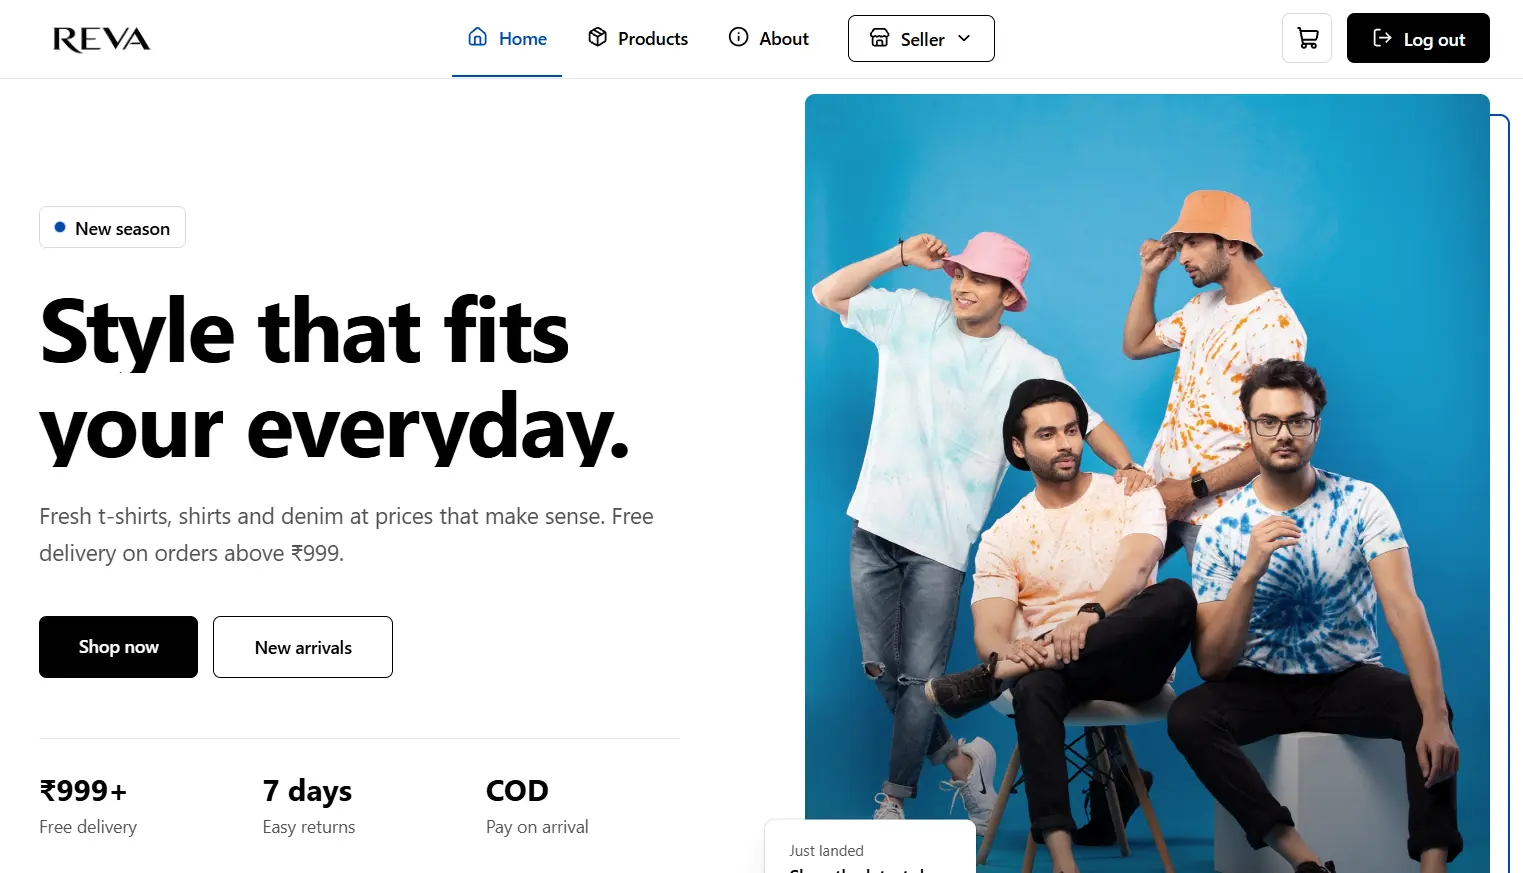 REVA
Home
Products
About
Seller
Log out
New season
Style that fits
your everyday.
Fresh t-shirts, shirts and denim at prices that make sense. Free
delivery on orders above ₹999.
Shop now
New arrivals
₹999+
Free delivery
7 days
Easy returns
COD
Pay on arrival
Just landed